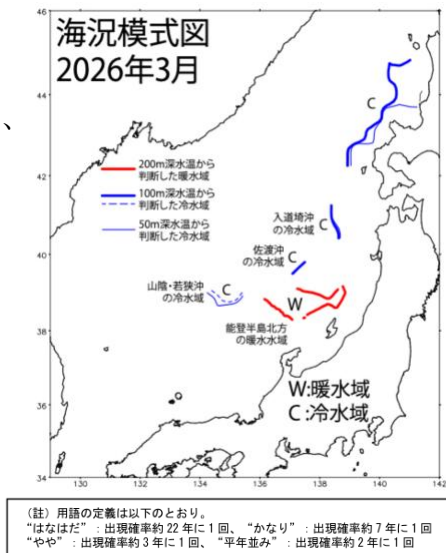 海況模式図
2026年3月
、
200m深水温から
判断した暖水域
100m深水温から
判断した冷水域
50m深水温から
判断した冷水域
C
入道埼沖
の冷水域
C
佐渡沖
の冷水域
C
山陰・若狭沖
の冷水域
C
W
能登半島北方
の暖水水域
W:暖水域
C:冷水域
46
44
42
40
38
36
34
130 132 134 136 138 140 142
（註）用語の定義は以下のとおり。
“はなはだ”：出現確率約22年に1回、“かなり”：出現確率約7年に1回
“やや”：出現確率約3年に1回、“平年並み”：出現確率約2年に1回